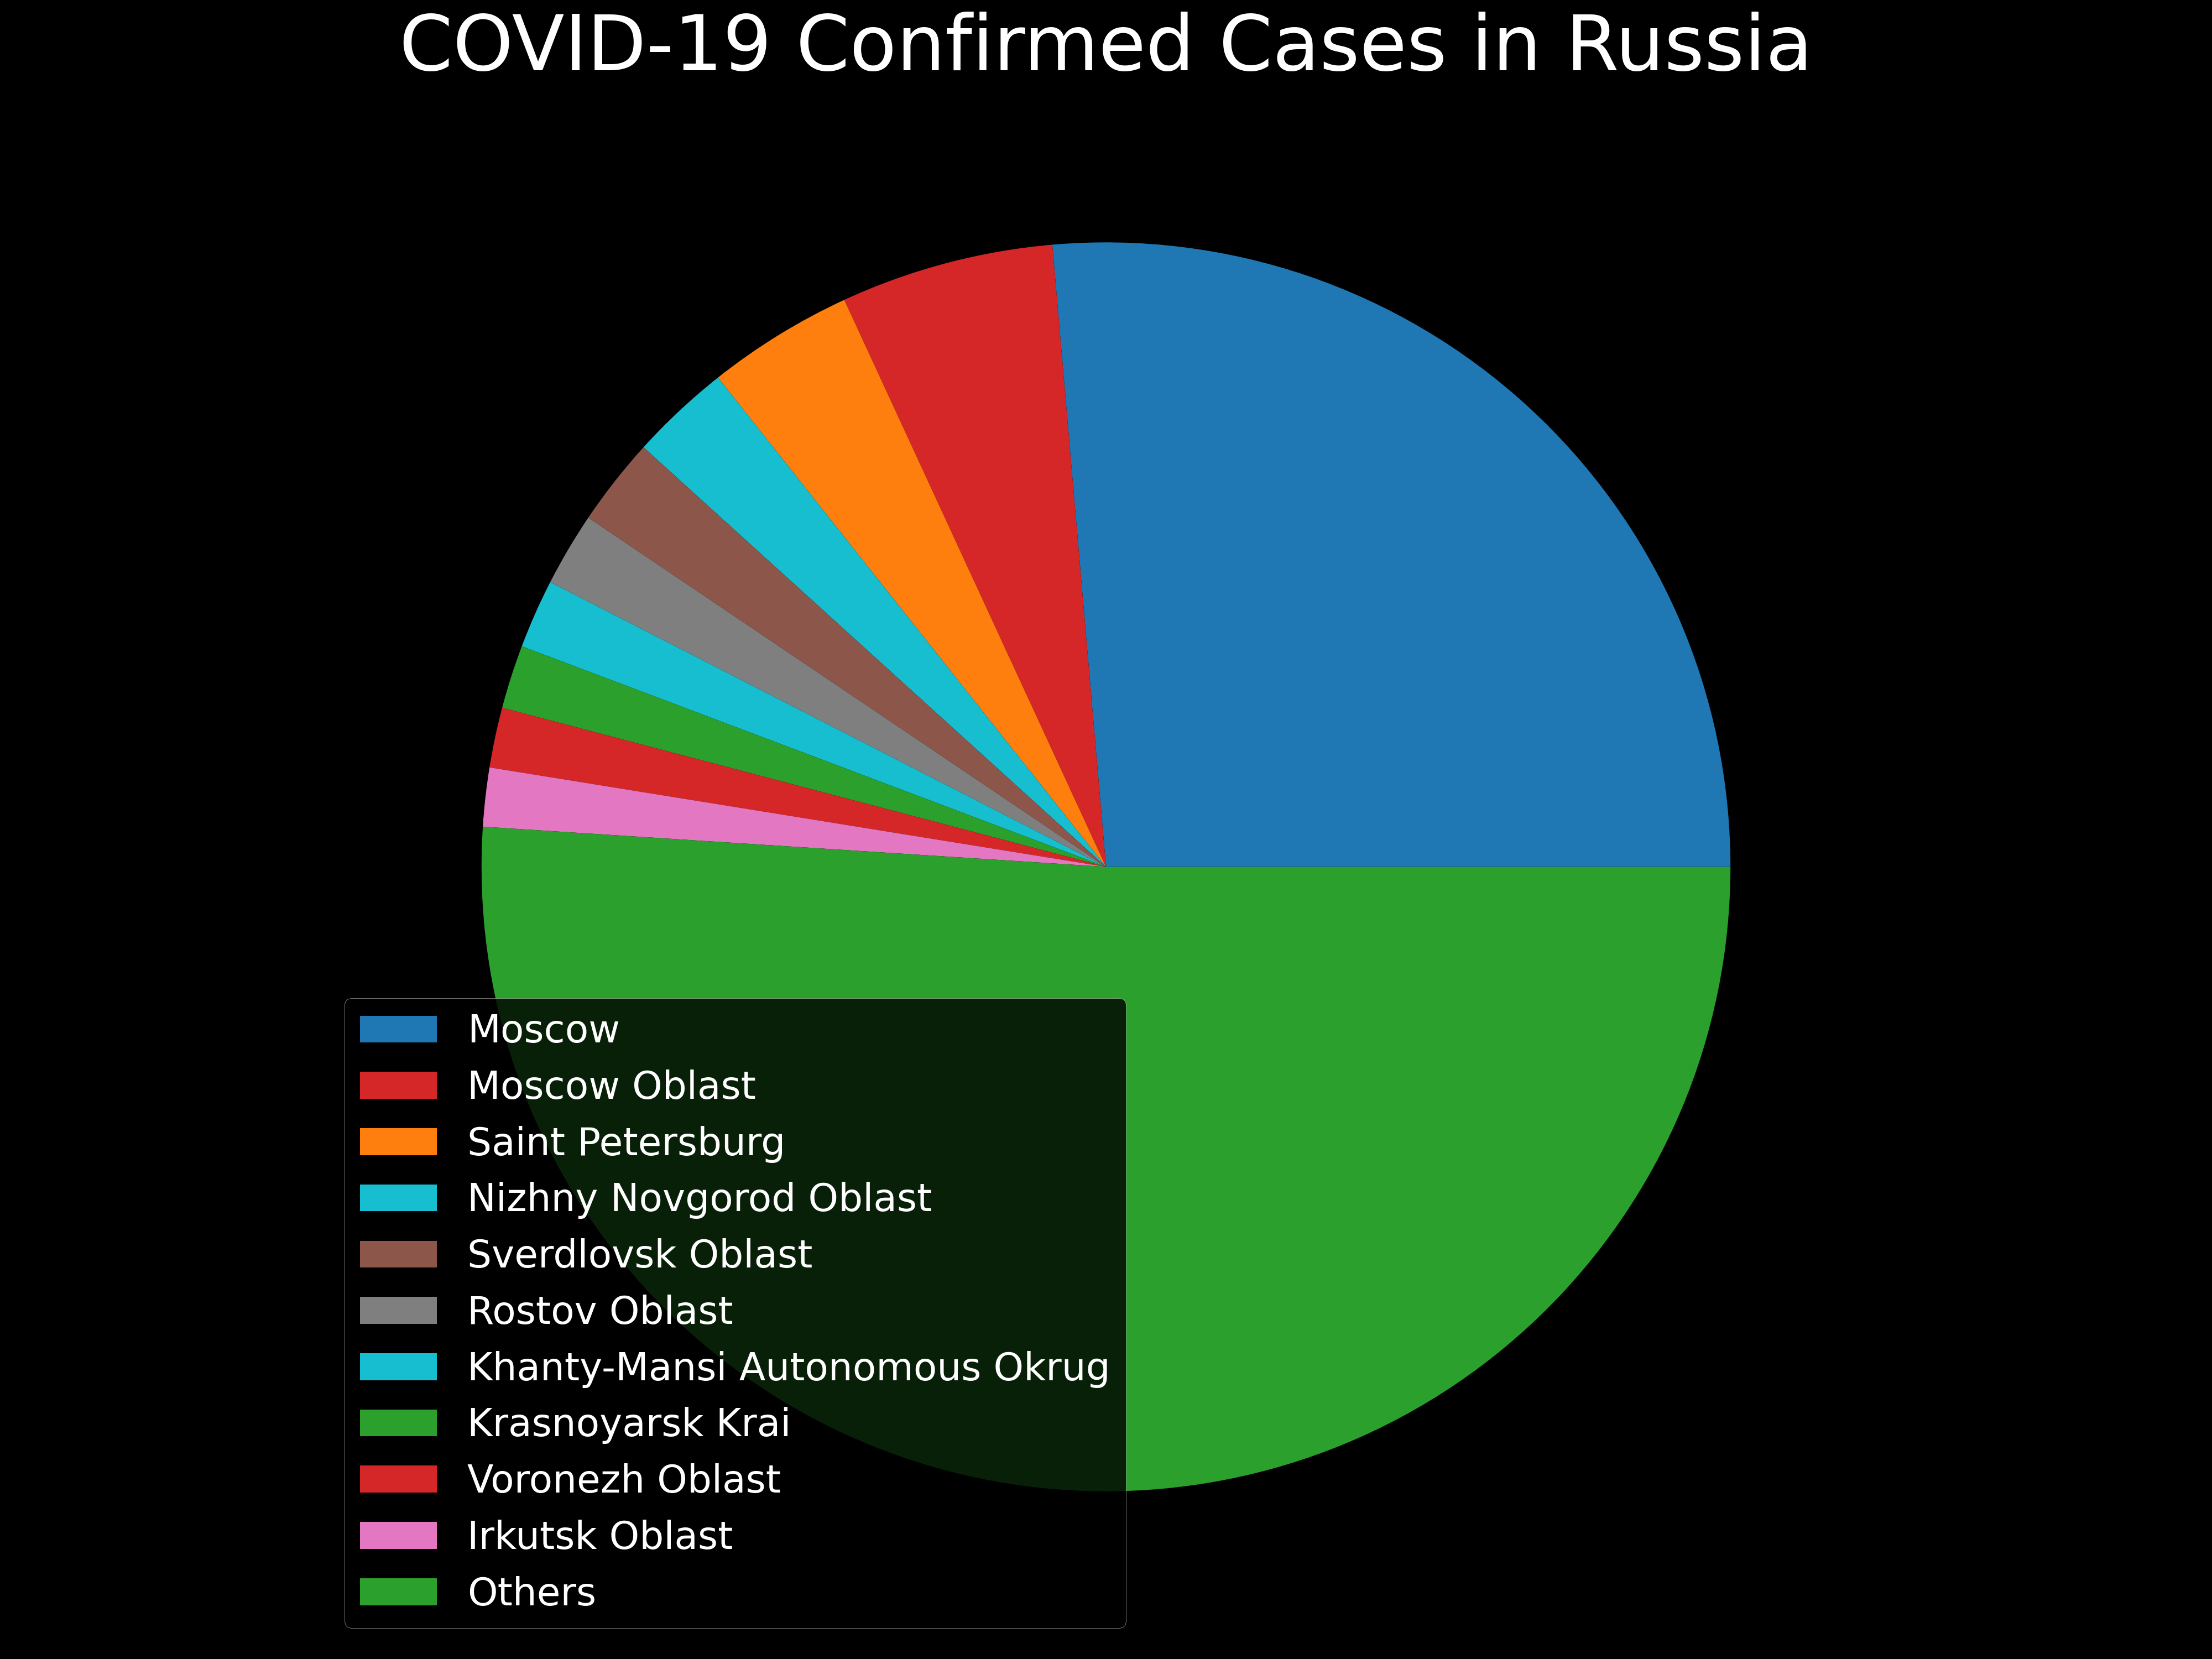 COVID-19 Confirmed Cases in Russia
Moscow
Moscow Oblast
Saint Petersburg
Nizhny Novgorod Oblast
Sverdlovsk Oblast
Rostov Oblast
Khanty-Mansi Autonomous Okrug
Krasnoyarsk Krai
Voronezh Oblast
Irkutsk Oblast
Others